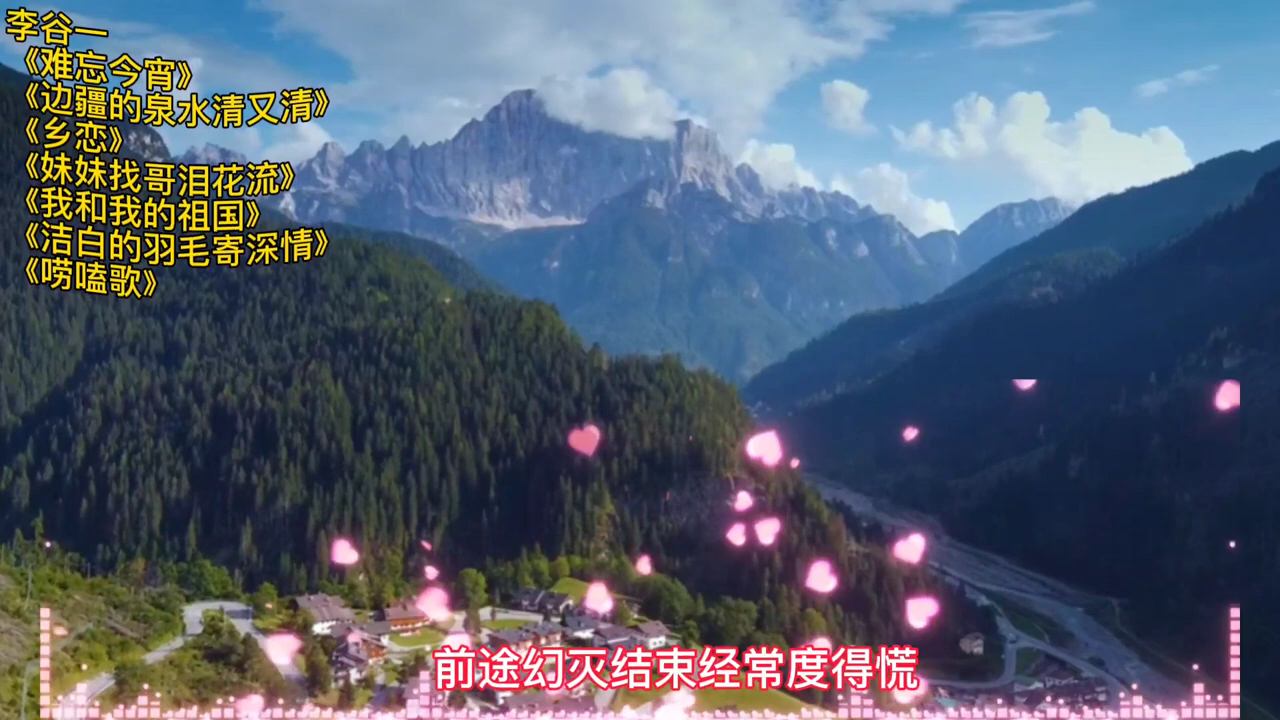 李谷一
《难忘今宵》
《边疆的泉水清又清》
《乡恋》
《妹妹找哥泪花流》
《我和我的祖国》
《洁白的羽毛寄深情》
《唠嗑歌》
前途幻灭结束经常度得慌